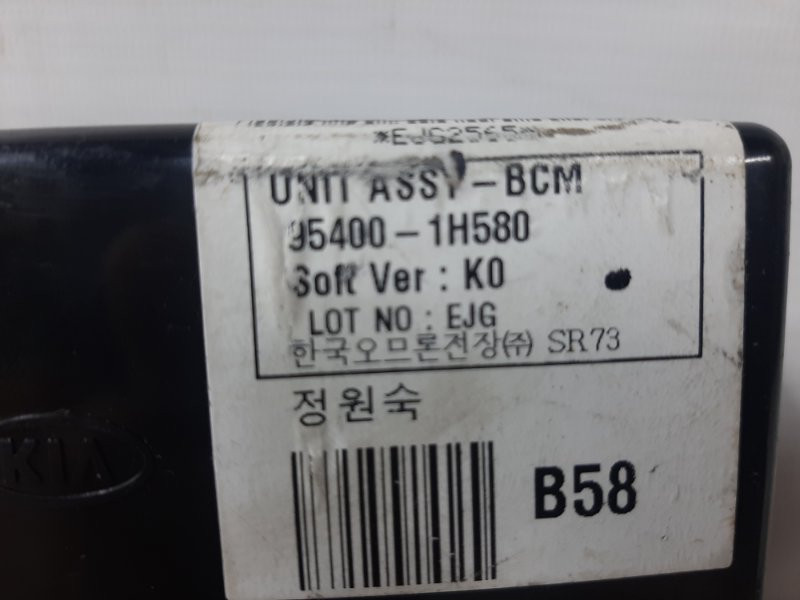 *EJG2565*
UNIT ASSY - BCM
95400 - 1H580
Soft Ver : K0
LOT NO : EJG
한국오므론전장㈜ SR73
정원숙
B58
KIA